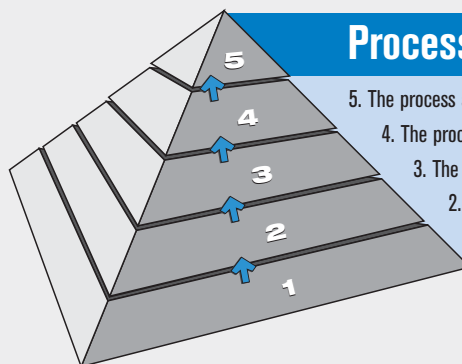 Process
5. The process
4. The proc
3. The
2.
5
4
3
2
1